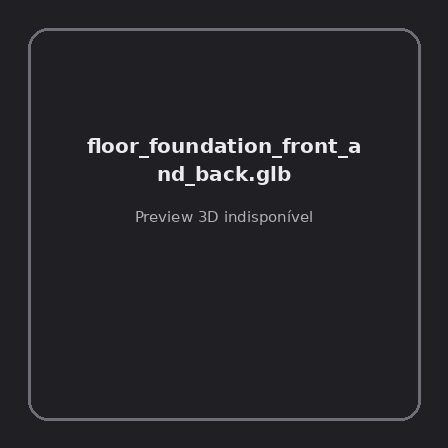 floor_foundation_front_a
nd_back.glb
Preview 3D indisponível